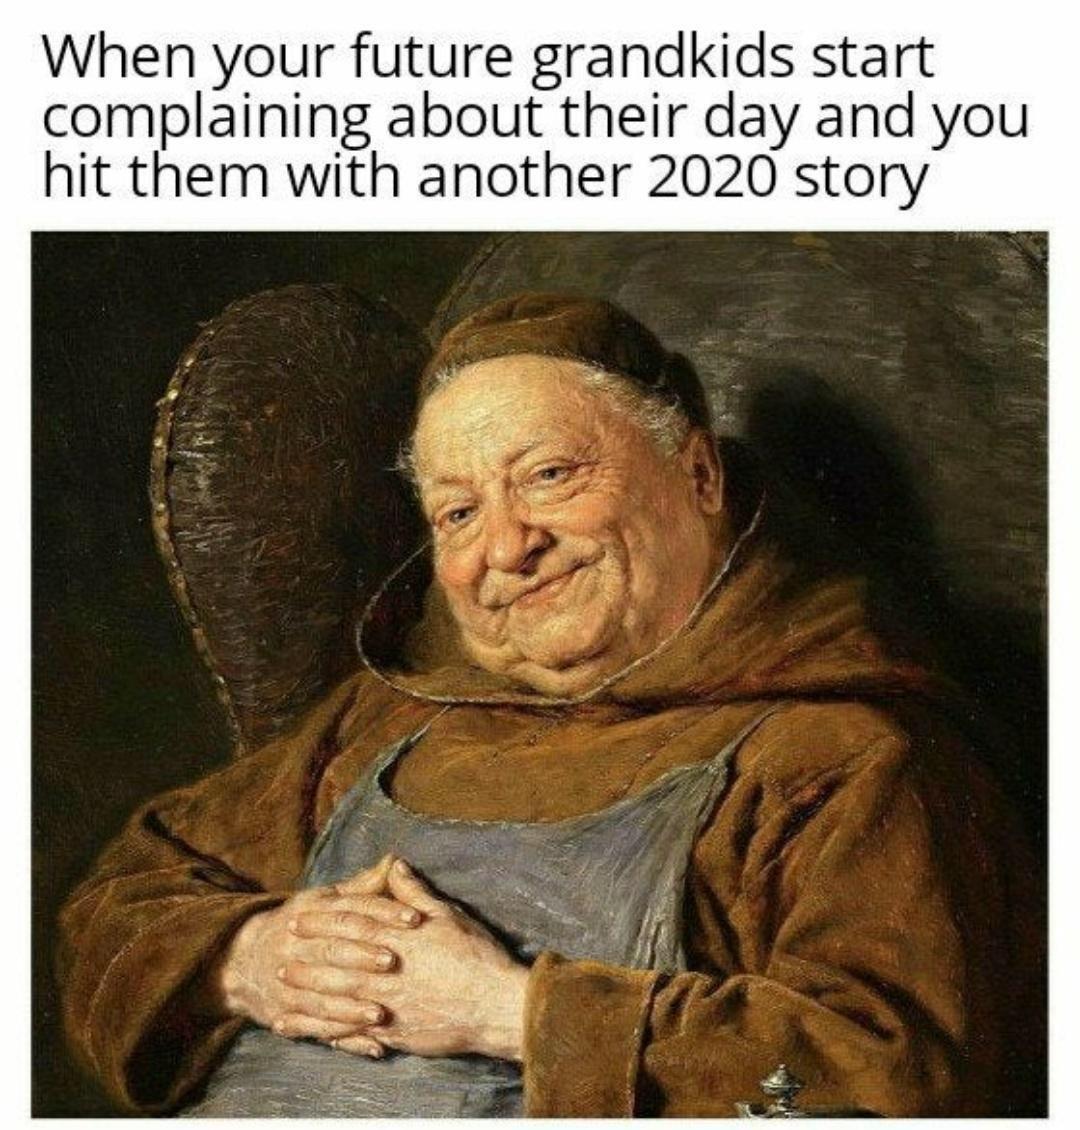 When your future grandkids start
complaining about their day and you
hit them with another 2020 story